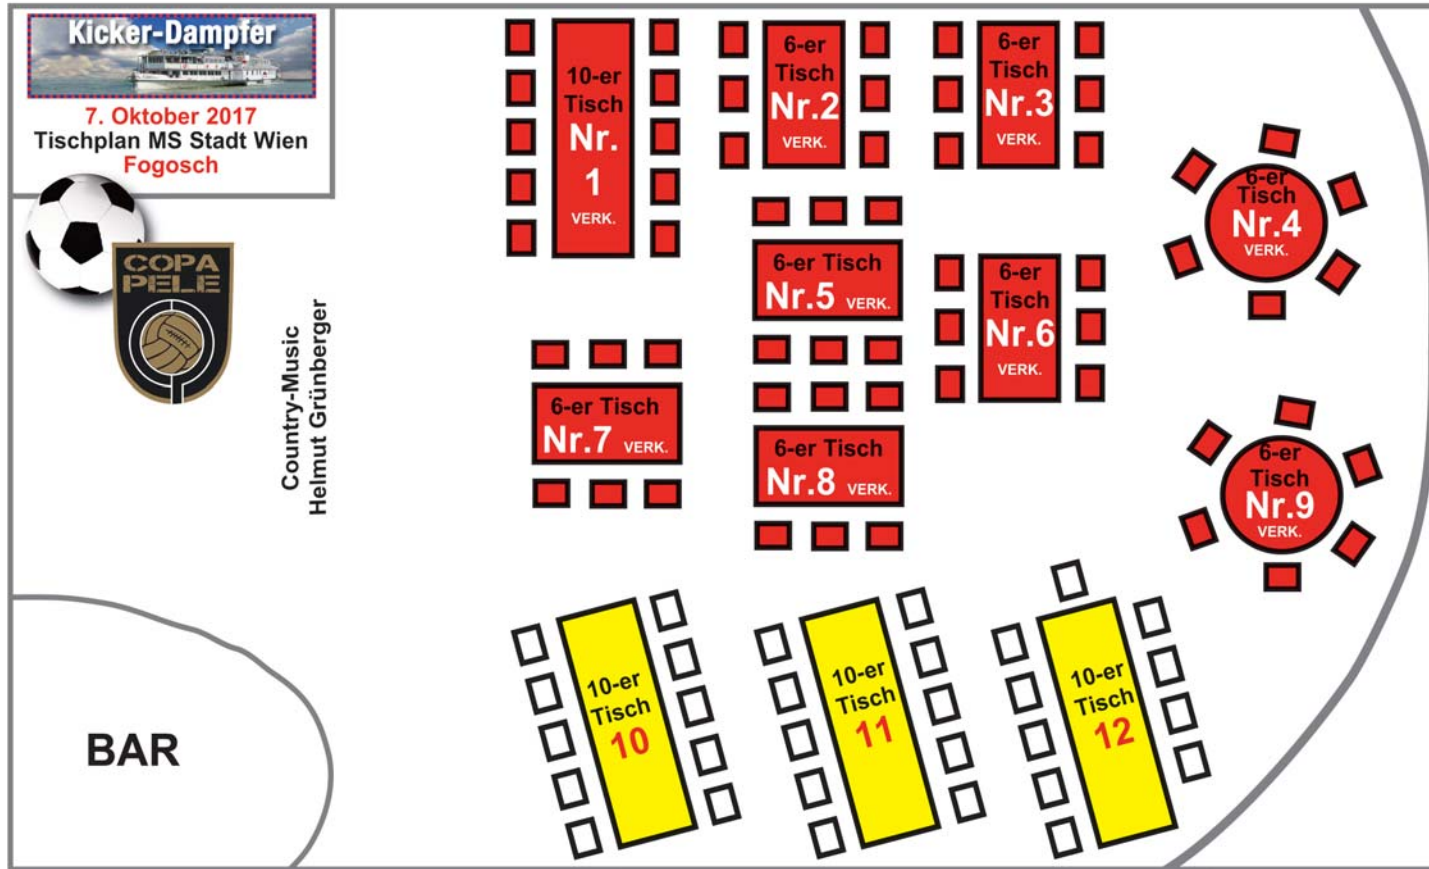 Kicker-Dampfer
7. Oktober 2017
Tischplan MS Stadt Wien
Fogosch
COPA
PELE
Country-Music
Helmut Grünberger
BAR
10-er
Tisch
Nr.
1
VERK.
6-er
Tisch
Nr.2
VERK.
6-er
Tisch
Nr.3
VERK.
6-er
Tisch
Nr.4
VERK.
6-er Tisch
Nr.5 VERK.
6-er
Tisch
Nr.6
VERK.
6-er Tisch
Nr.7 VERK.
6-er Tisch
Nr.8 VERK.
6-er
Tisch
Nr.9
VERK.
10-er
Tisch
10
10-er
Tisch
11
10-er
Tisch
12